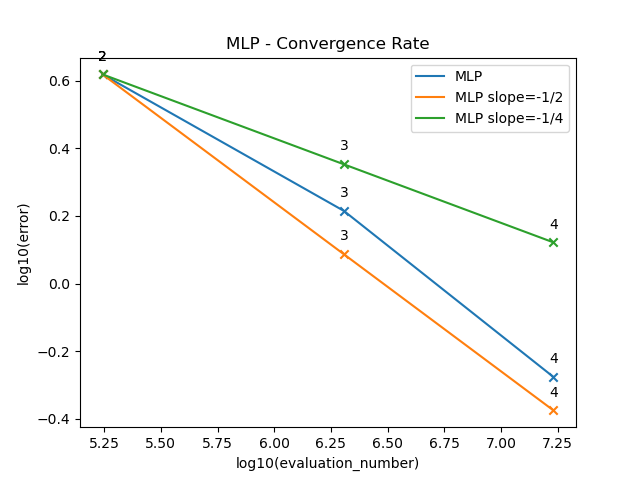 MLP - Convergence Rate
2
MLP
MLP slope=-1/2
MLP slope=-1/4
3
3
3
4
4
4
0.6
0.4
0.2
0.0
−0.2
−0.4
log10(error)
5.25 5.50 5.75 6.00 6.25 6.50 6.75 7.00 7.25
log10(evaluation_number)